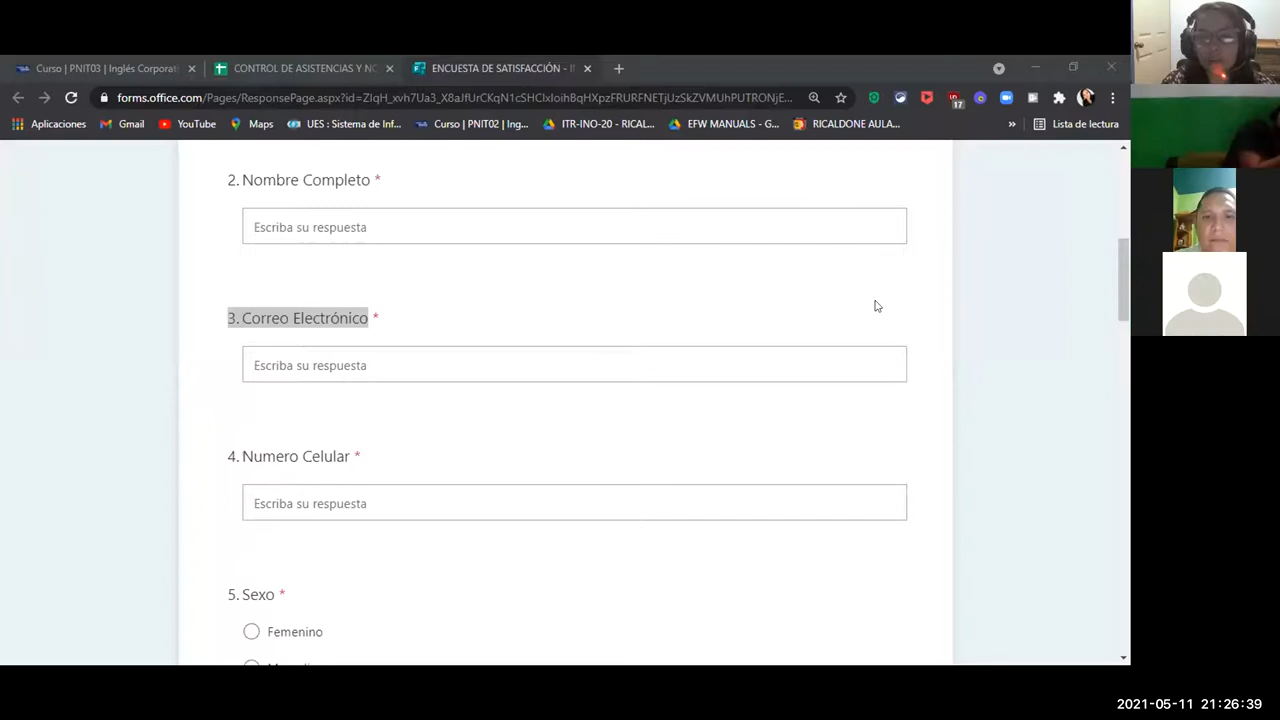 Curso | PNIT03 | Inglés Corporat
CONTROL DE ASISTENCIAS Y NO
ENCUESTA DE SATISFACCIÓN - I
forms.office.com/Pages/ResponsePage.aspx?id=
17
Aplicaciones
Gmail
YouTube
Maps
UES : Sistema de Inf...
Curso | PNIT02 | Ing...
ITR-INO-20 - RICAL...
EFW MANUALS - G...
RICALDONE AULA...
»
Lista de lectura
2. Nombre Completo *
Escriba su respuesta
3. Correo Electrónico *
Escriba su respuesta
4. Numero Celular *
Escriba su respuesta
5. Sexo *
Femenino
2021-05-11 21:26:39